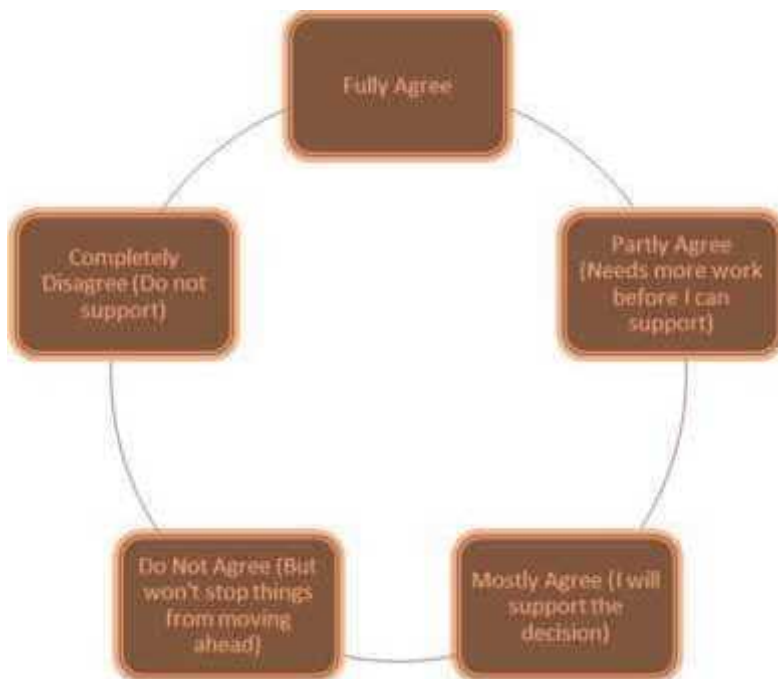 Fully Agree
Partly Agree
(Needs more work
before I can
support)
Mostly Agree (I will
support the
decision)
Do Not Agree (But
won't stop things
from moving
ahead)
Completely
Disagree (Do not
support)